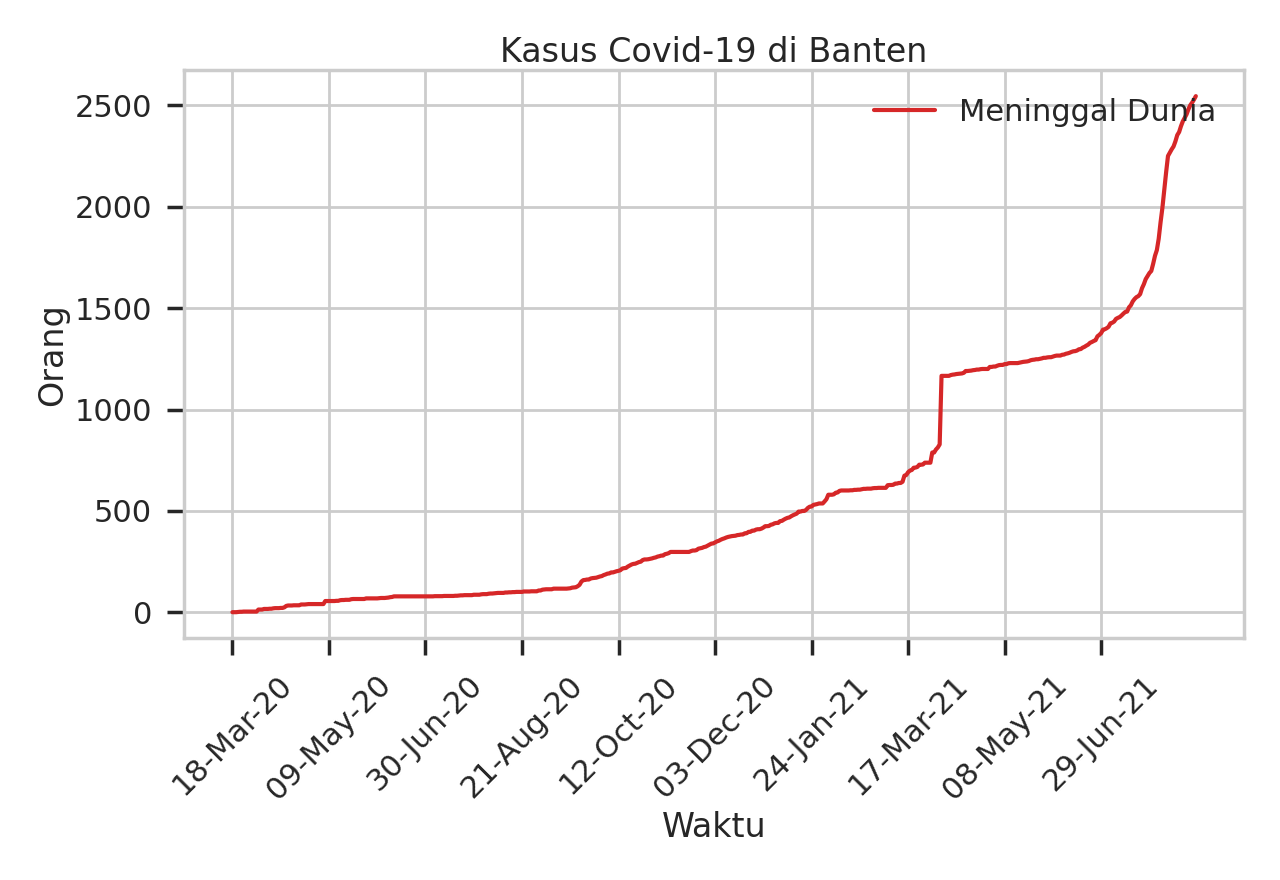 Kasus Covid-19 di Banten
Meninggal Dunia
Orang
2500
2000
1500
1000
500
0
18-Mar-20
09-May-20
30-Jun-20
21-Aug-20
12-Oct-20
03-Dec-20
24-Jan-21
17-Mar-21
08-May-21
29-Jun-21
Waktu